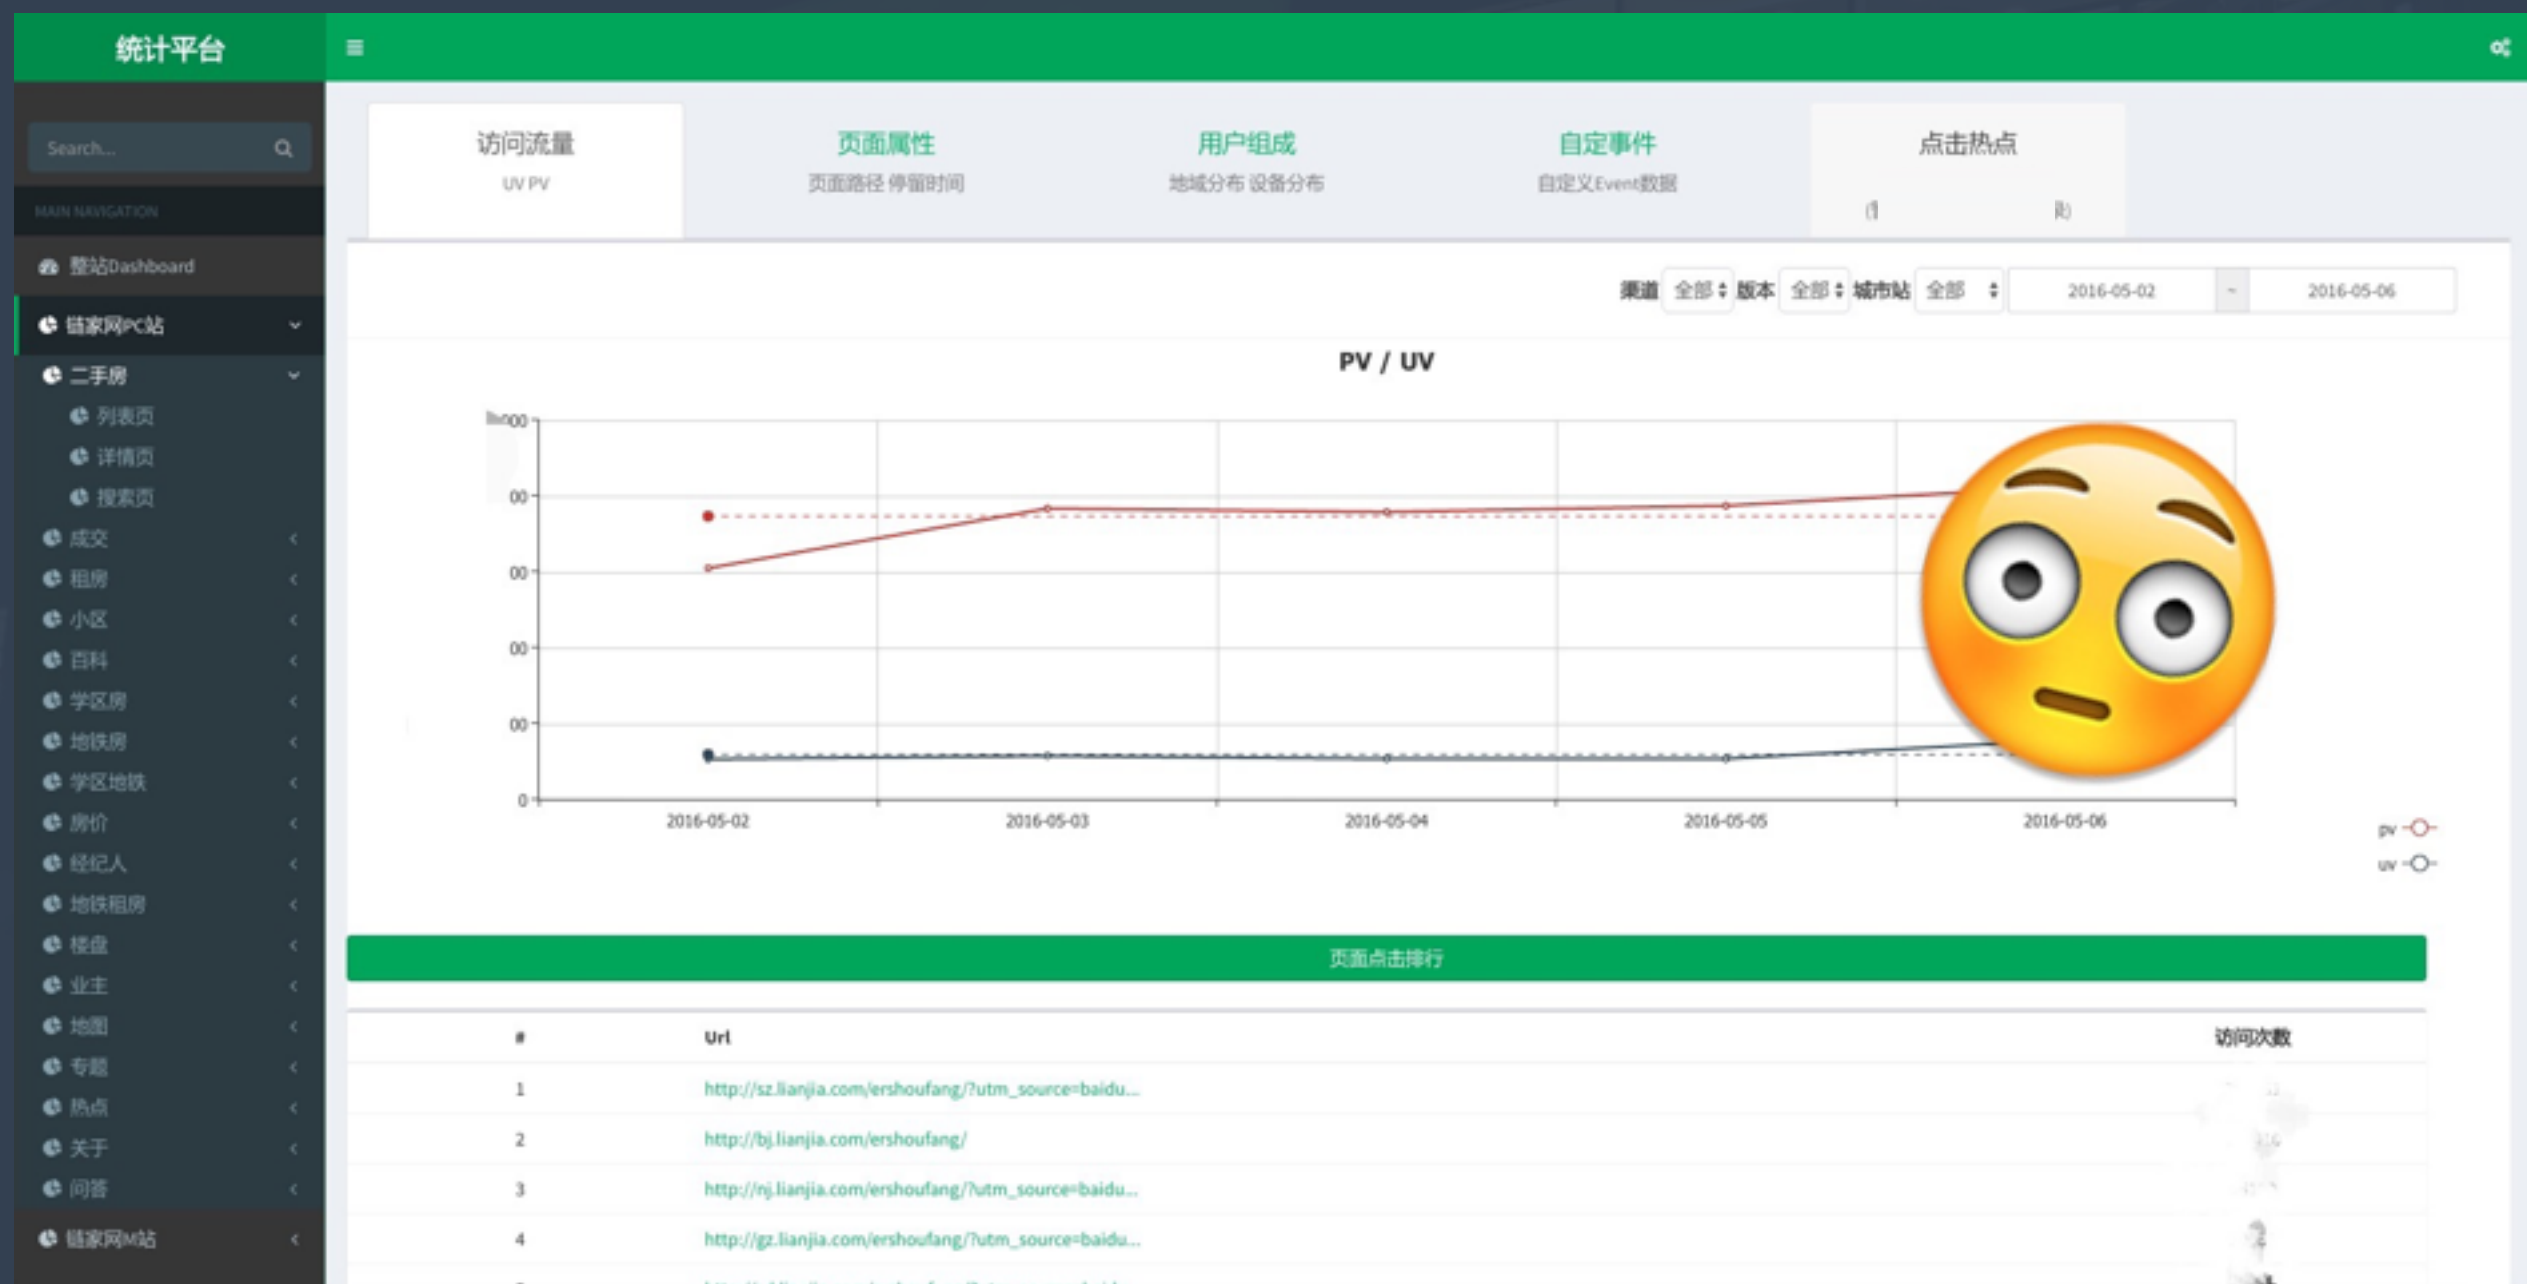 统计平台
Search...
MAIN NAVIGATION
整站Dashboard
链家网PC站
二手房
列表页
详情页
搜索页
成交
租房
小区
百科
学区房
地铁房
学区地铁
房价
经纪人
地铁租房
楼盘
业主
地图
专题
热点
关于
问答
链家网M站
访问流量
UV PV
页面属性
页面路径 停留时间
用户组成
地域分布 设备分布
自定事件
自定义Event数据
点击热点
渠道 全部 版本 全部 城市站 全部 2016-05-02 ~ 2016-05-06
PV / UV
000
00
00
00
00
0
2016-05-02 2016-05-03 2016-05-04 2016-05-05 2016-05-06
pv
uv
页面点击排行
# Url 访问次数
1 http://sz.lianjia.com/ershoufang/?utm_source=baidu...
2 http://bj.lianjia.com/ershoufang/
3 http://nj.lianjia.com/ershoufang/?utm_source=baidu...
4 http://gz.lianjia.com/ershoufang/?utm_source=baidu...